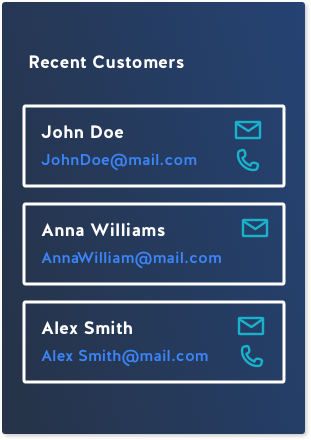 Recent Customers
John Doe
JohnDoe@mail.com
Anna Williams
AnnaWilliam@mail.com
Alex Smith
Alex Smith@mail.com